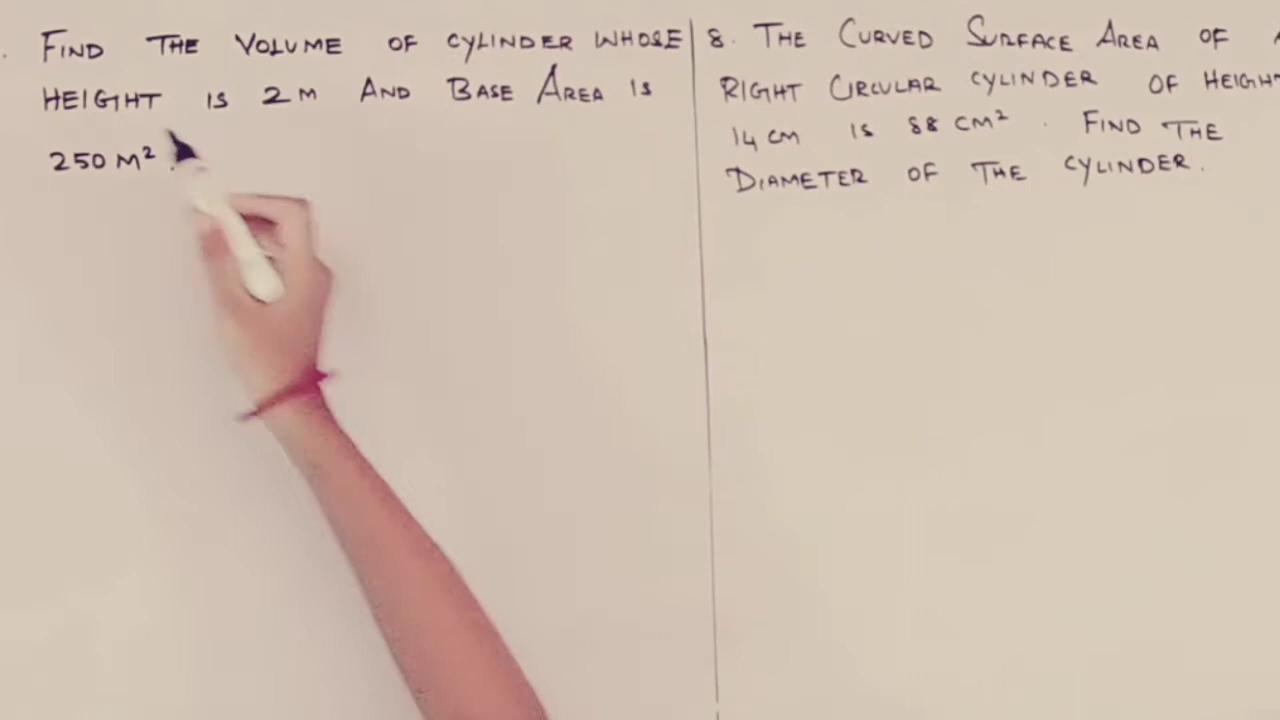 . FIND THE VOLUME OF CYLINDER WHOSE
HEIGHT IS 2 M AND BASE AREA IS
250 M².
8. THE CURVED SURFACE AREA OF A
RIGHT CIRCULAR CYLINDER OF HEIGHT
14 CM IS 88 CM². FIND THE
DIAMETER OF THE CYLINDER.